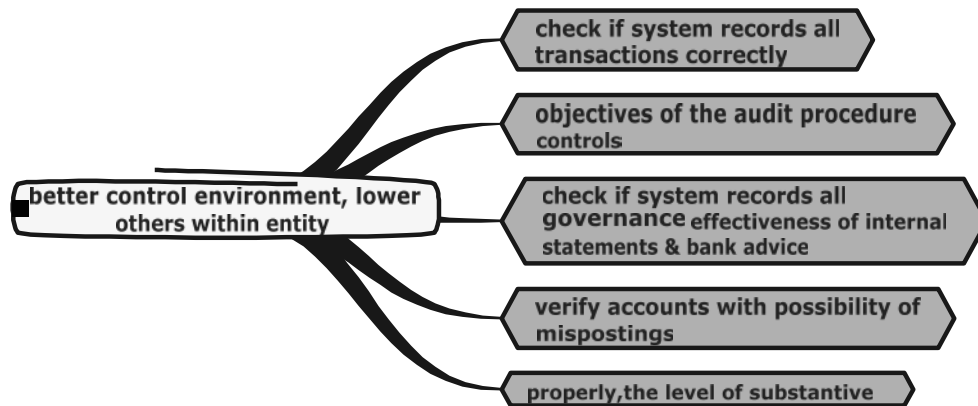 better control environment, lower
others within entity
check if system records all
transactions correctly
objectives of the audit procedure
controls
check if system records all
governance effectiveness of internal
statements & bank advice
verify accounts with possibility of
mispostings
properly,the level of substantive